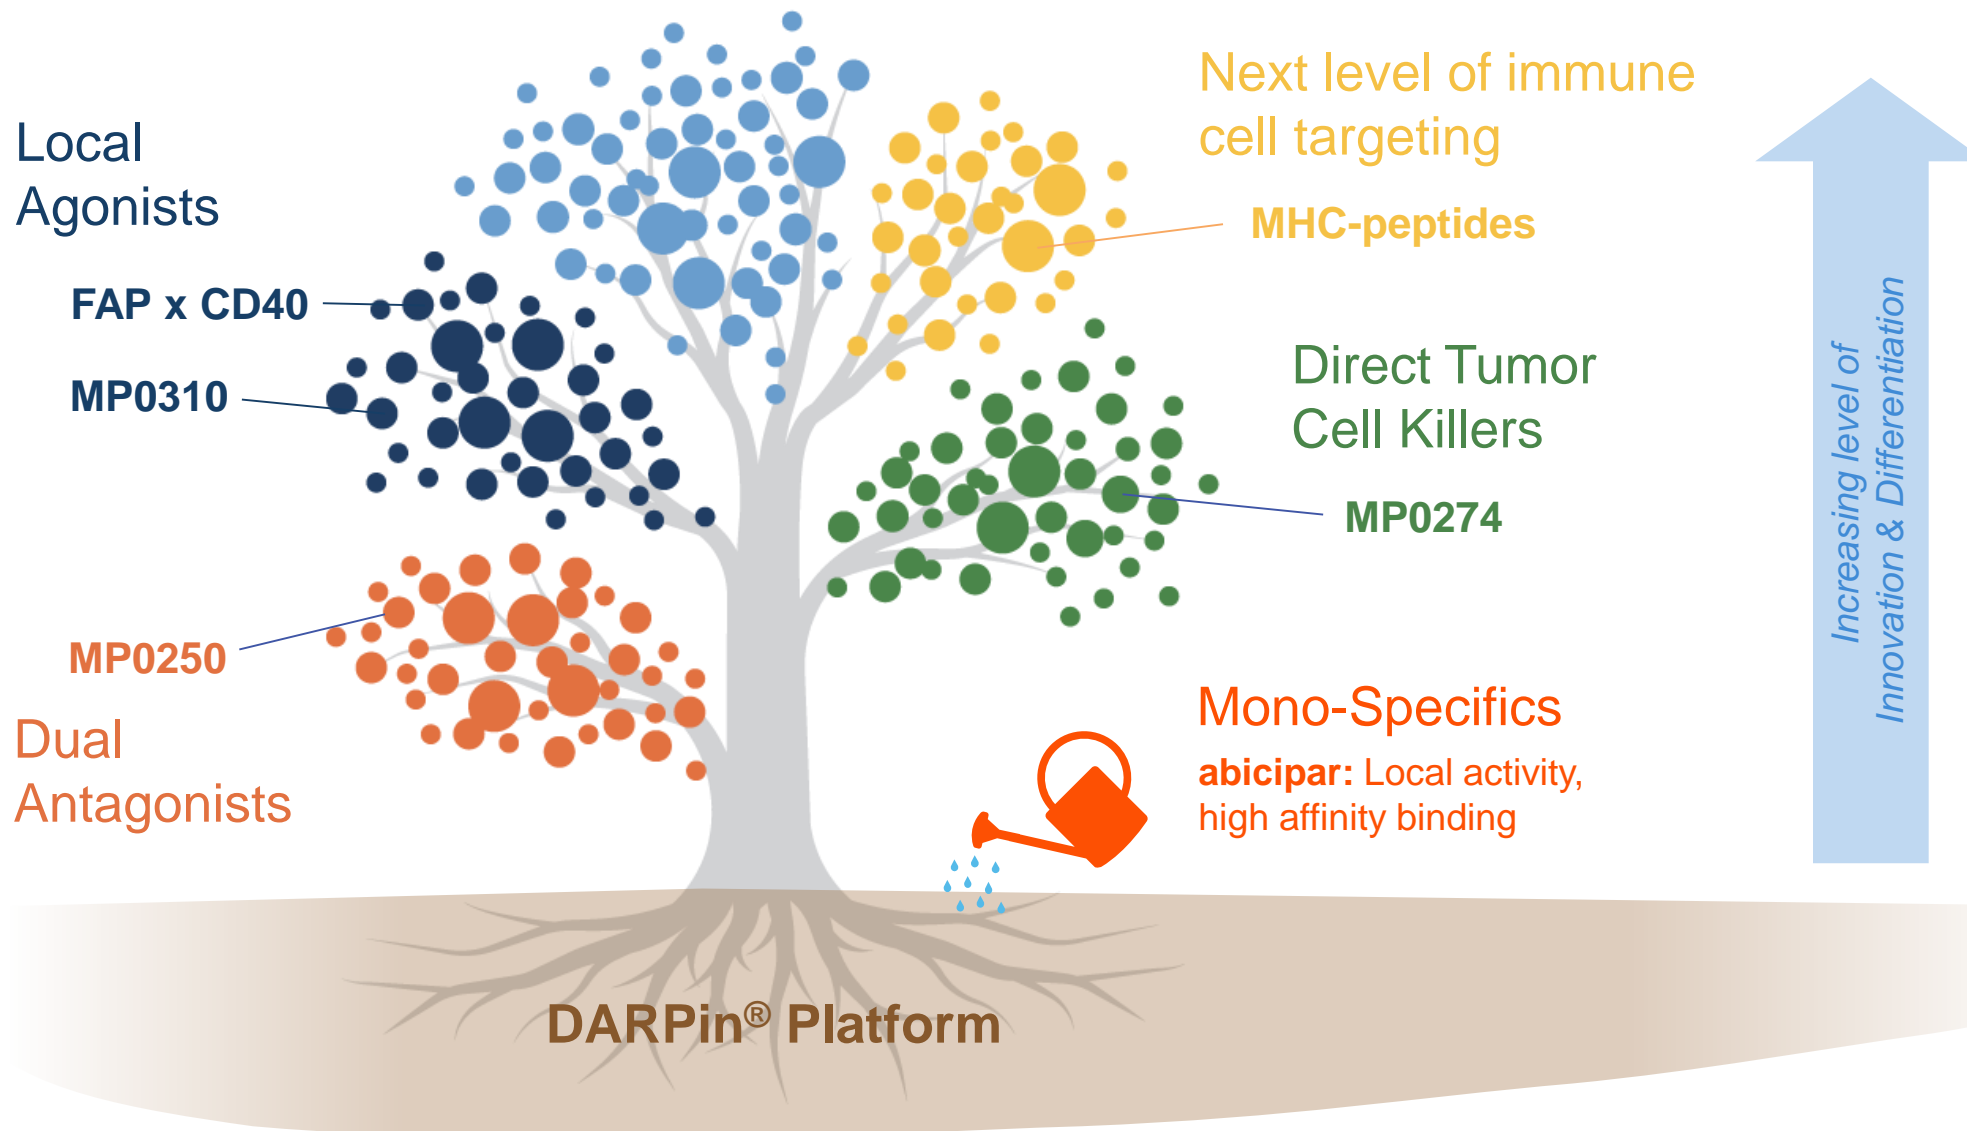 Local
Agonists
FAP x CD40
MP0310
MP0250
Dual
Antagonists
Next level of immune
cell targeting
MHC-peptides
Direct Tumor
Cell Killers
MP0274
Mono-Specifics
abicipar: Local activity,
high affinity binding
DARPin® Platform
Increasing level of
Innovation & Differentiation